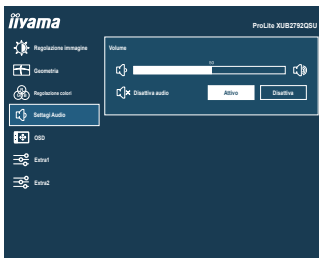 iiyama
ProLite XUB2792QSU
Regolazione immagine
Geometria
Regolazione colori
Settagi Audio
OSD
Extra1
Extra2
Volume
Disattiva audio
Attivo
Disattiva